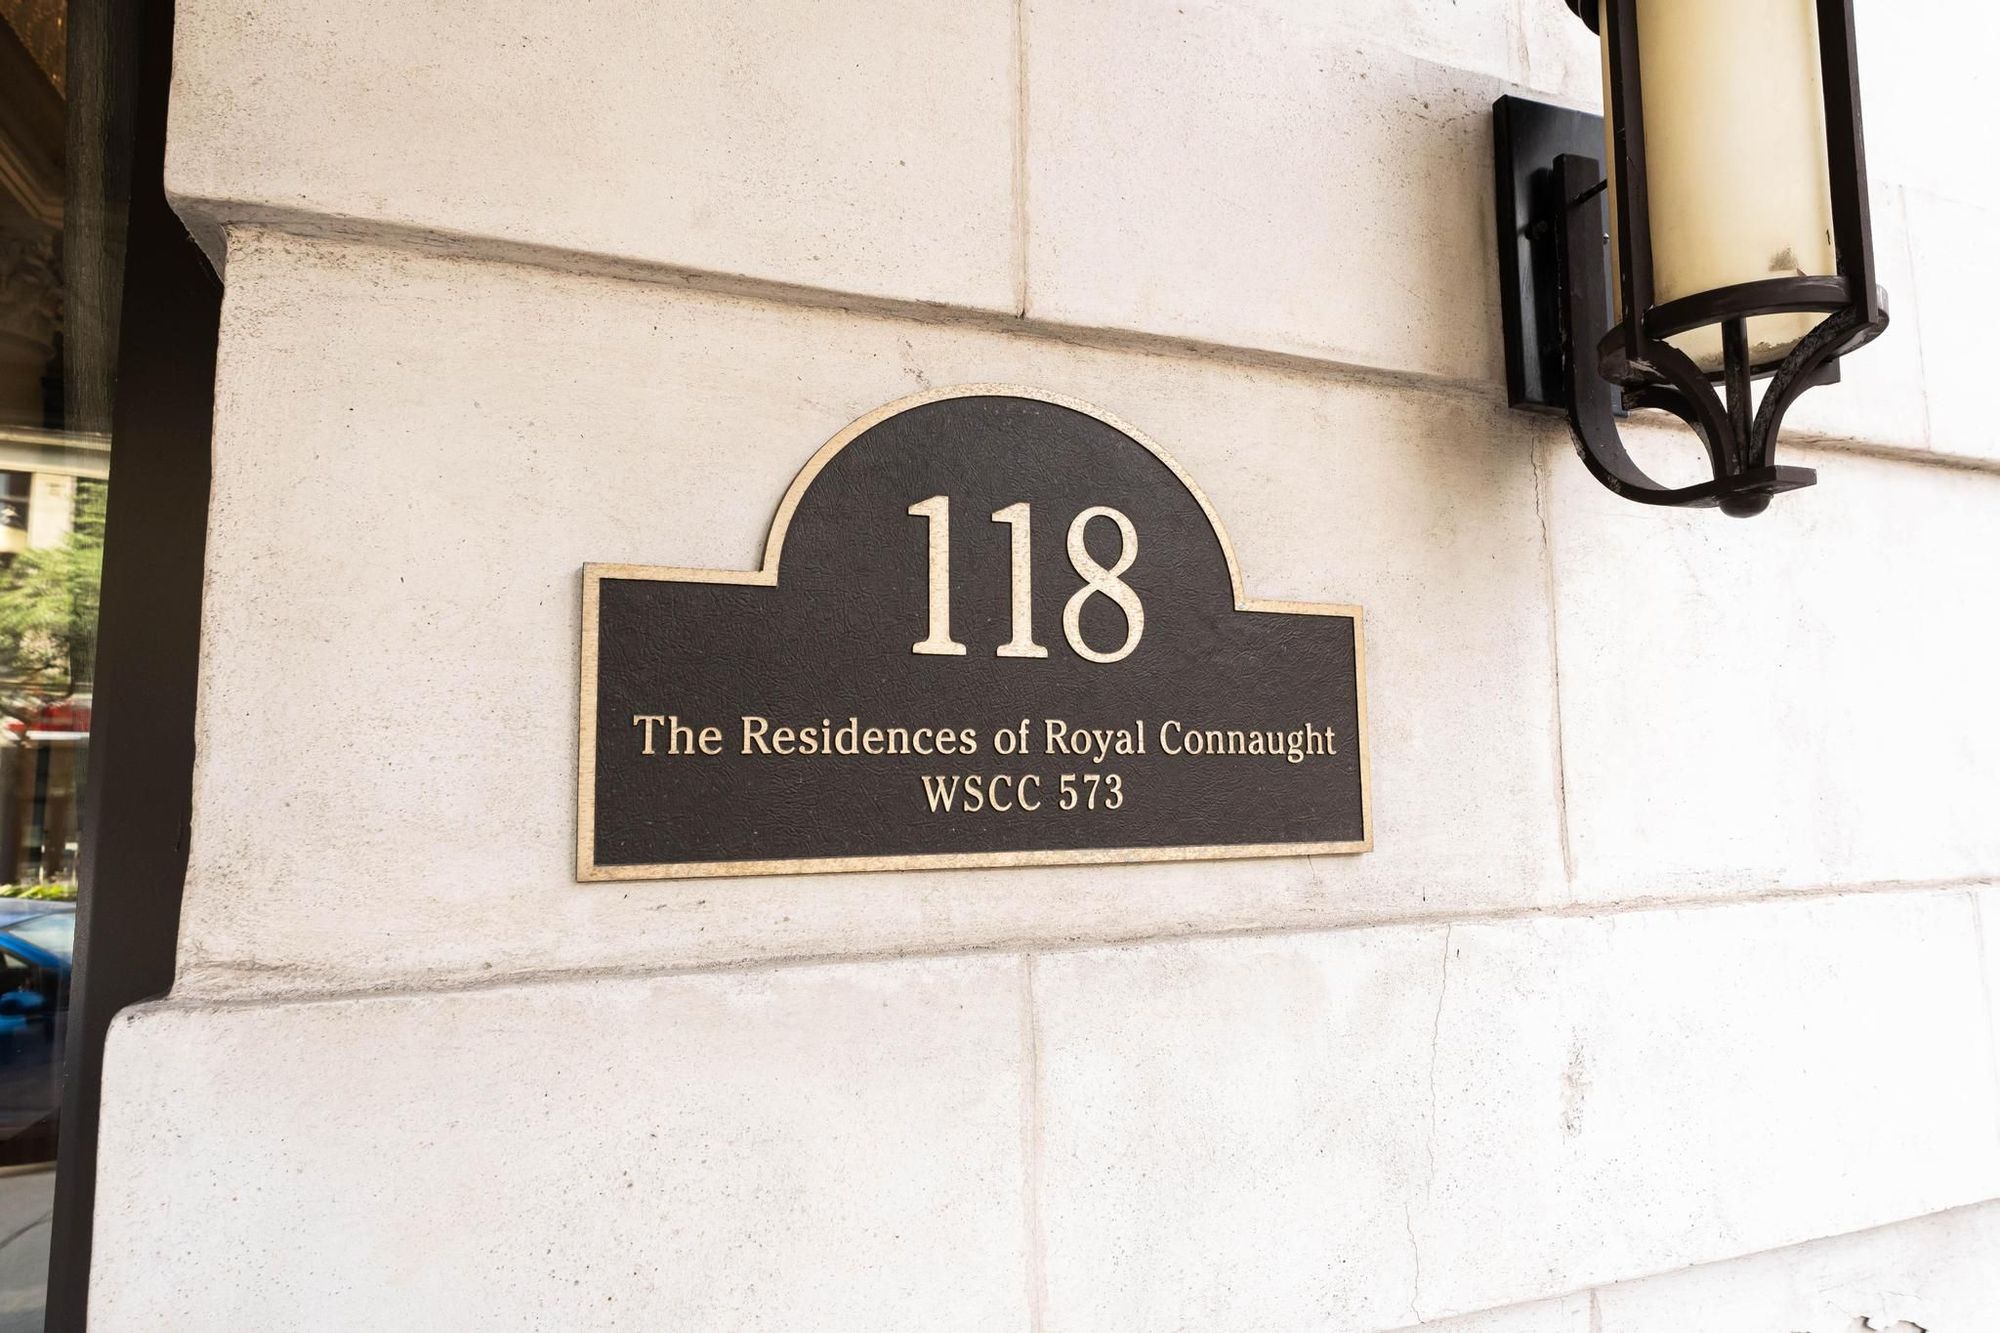 118
The Residences of Royal Connaught
WSCC 573